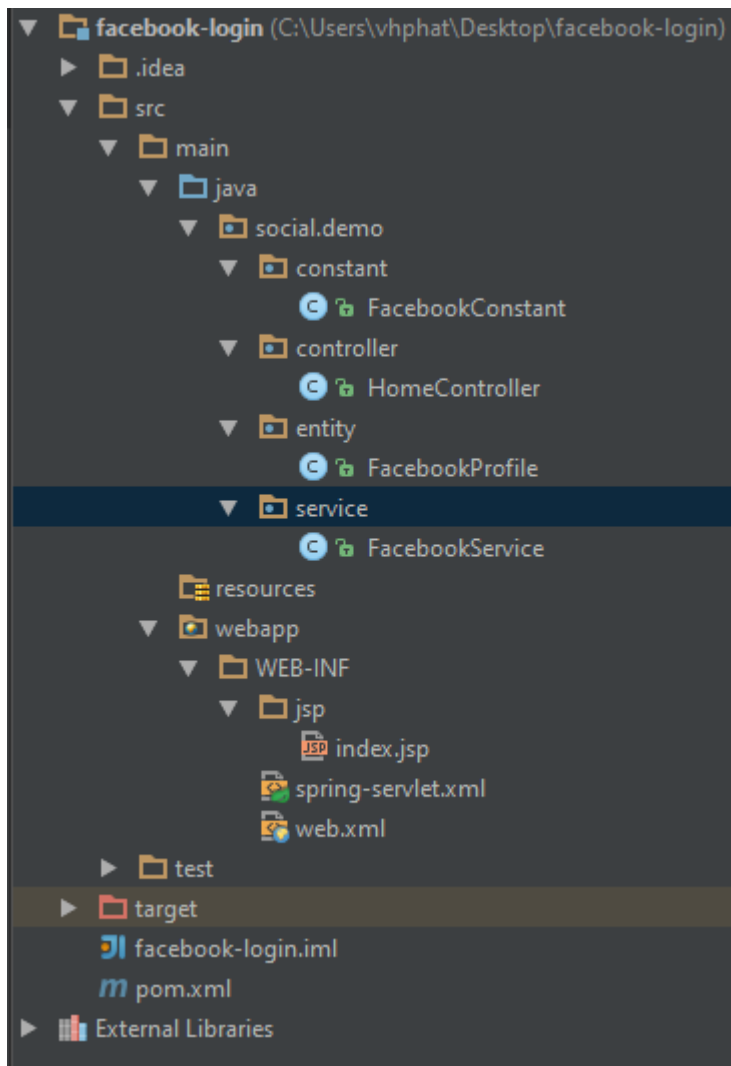 facebook-login (C:\Users\vhphat\Desktop\facebook-login)
.idea
src
main
java
social.demo
constant
C FacebookConstant
controller
C HomeController
entity
C FacebookProfile
service
C FacebookService
resources
webapp
WEB-INF
jsp
JSP index.jsp
spring-servlet.xml
web.xml
test
target
facebook-login.iml
m pom.xml
External Libraries